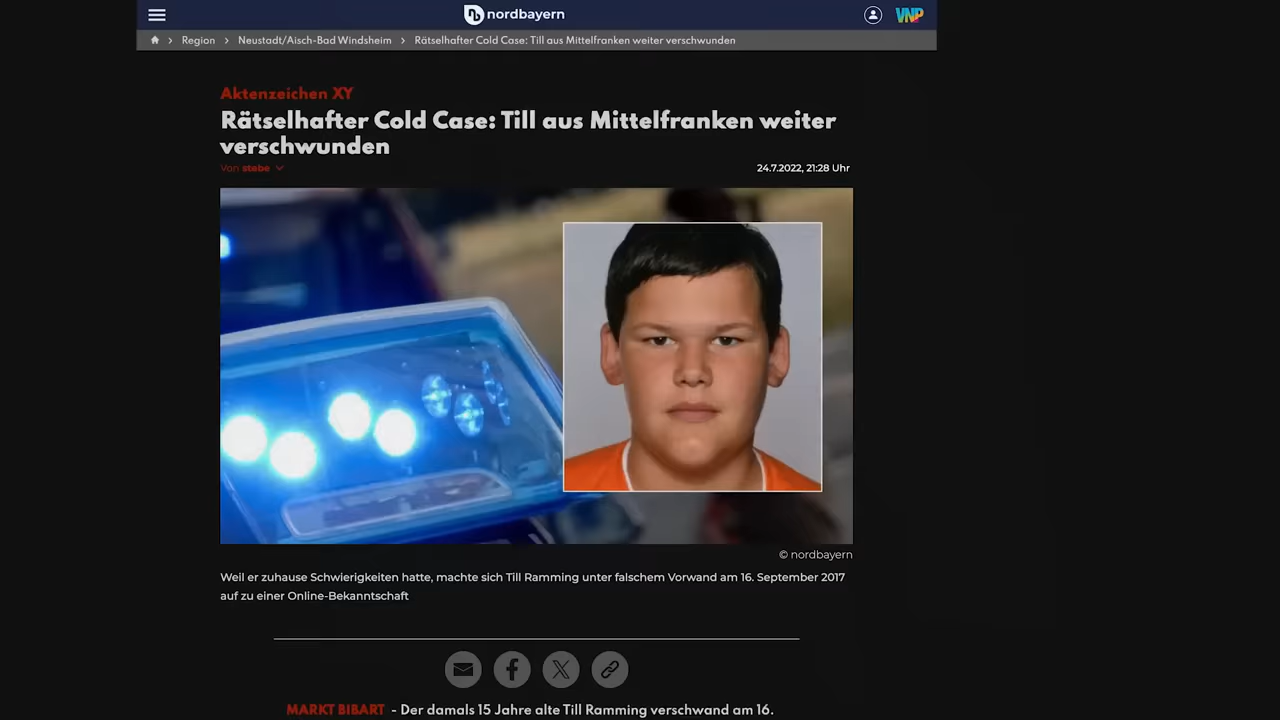 nordbayern
VNP
Region > Neustadt/Aisch-Bad Windsheim > Rätselhafter Cold Case: Till aus Mittelfranken weiter verschwunden
Aktenzeichen XY
Rätselhafter Cold Case: Till aus Mittelfranken weiter
verschwunden
Von stebe
24.7.2022, 21:28 Uhr
© nordbayern
Weil er zuhause Schwierigkeiten hatte, machte sich Till Ramming unter falschem Vorwand am 16. September 2017
auf zu einer Online-Bekanntschaft
MARKT BIBART - Der damals 15 Jahre alte Till Ramming verschwand am 16.